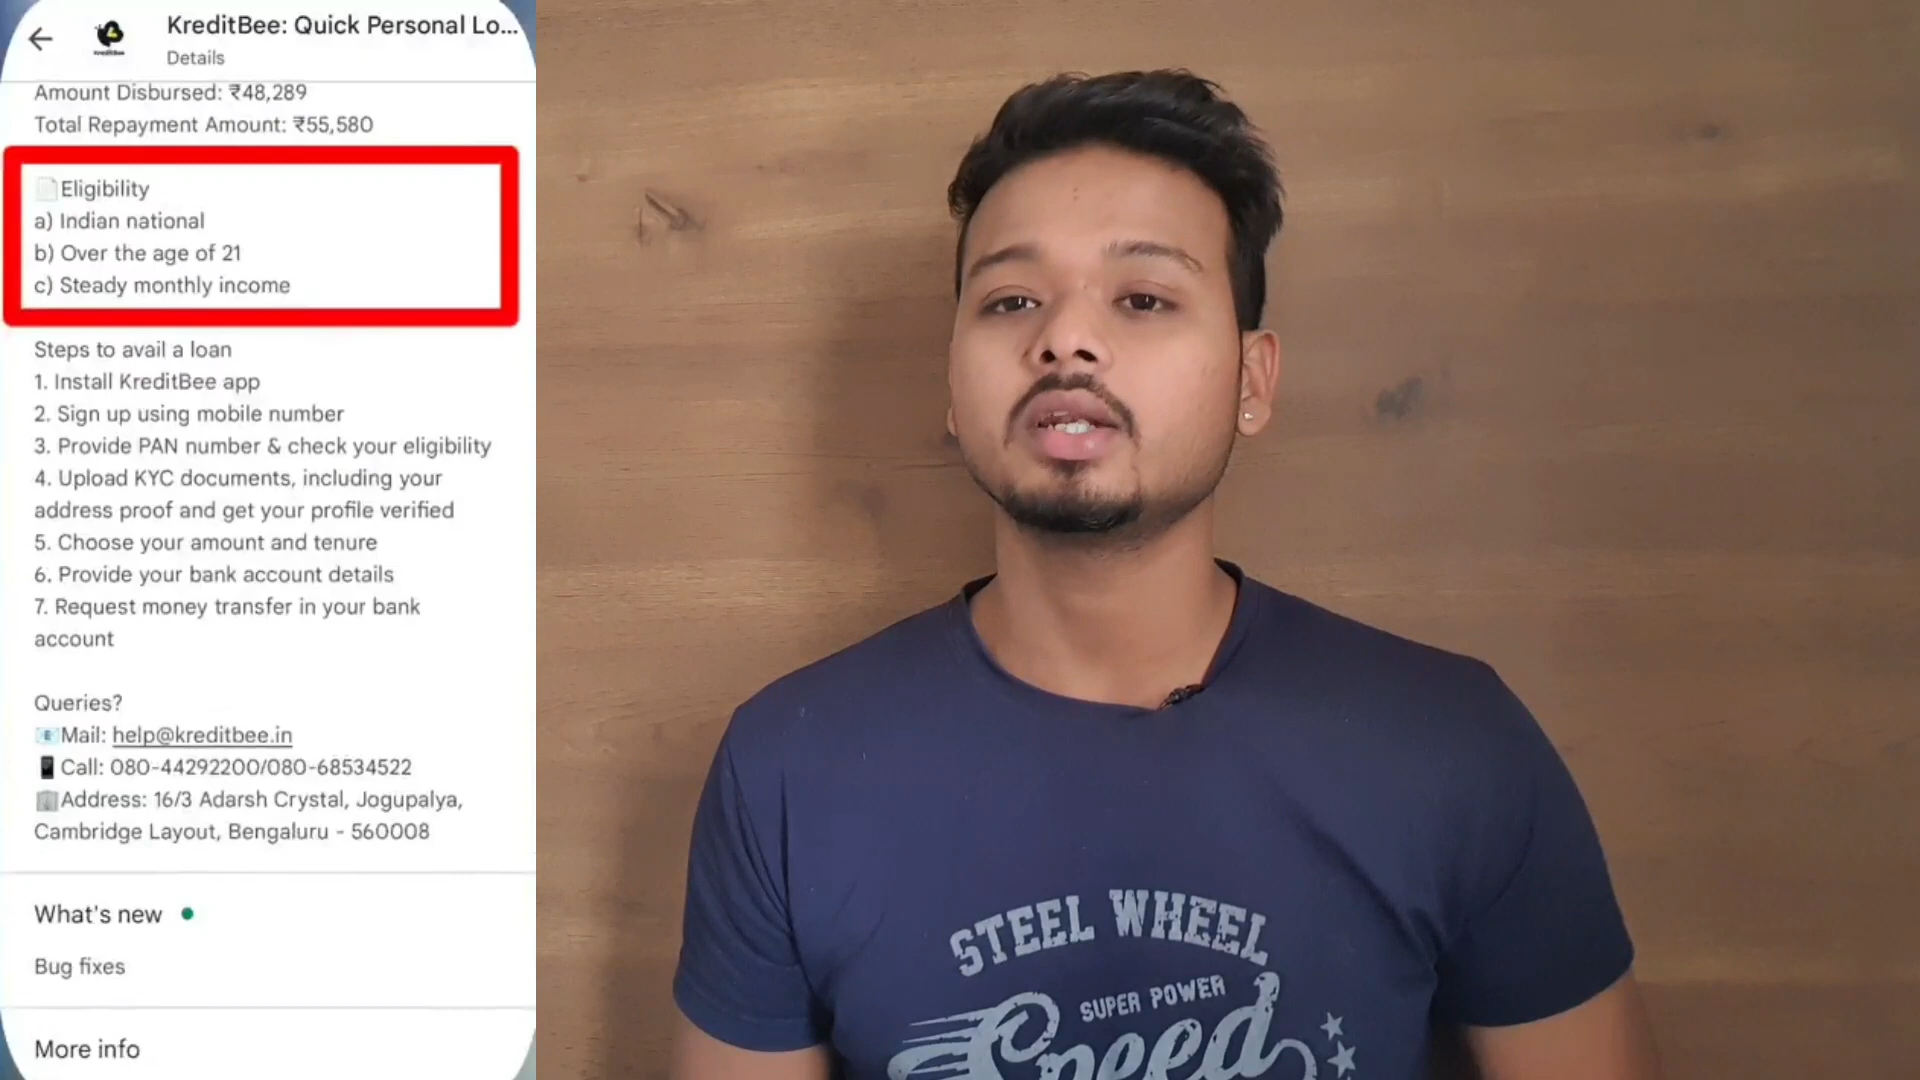 KreditBee: Quick Personal Lo...
Details
KreditBee
Amount Disbursed: ₹48,289
Total Repayment Amount: ₹55,580
Eligibility
a) Indian national
b) Over the age of 21
c) Steady monthly income
Steps to avail a loan
1. Install KreditBee app
2. Sign up using mobile number
3. Provide PAN number & check your eligibility
4. Upload KYC documents, including your
address proof and get your profile verified
5. Choose your amount and tenure
6. Provide your bank account details
7. Request money transfer in your bank
account
Queries?
Mail: help@kreditbee.in
Call: 080-44292200/080-68534522
Address: 16/3 Adarsh Crystal, Jogupalya,
Cambridge Layout, Bengaluru - 560008
What's new
Bug fixes
More info
STEEL WHEEL
SUPER POWER
Speed